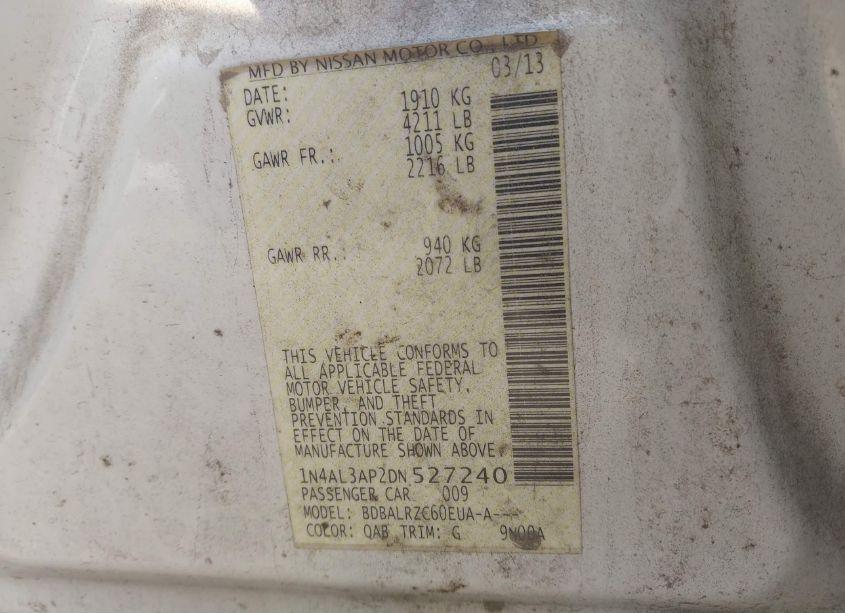 MFD BY NISSAN MOTOR CO., LTD
DATE: 03/13
GVWR: 1910 KG
4211 LB
GAWR FR.: 1005 KG
2216 LB
GAWR RR.: 940 KG
2072 LB
THIS VEHICLE CONFORMS TO
ALL APPLICABLE FEDERAL
MOTOR VEHICLE SAFETY,
BUMPER, AND THEFT
PREVENTION STANDARDS IN
EFFECT ON THE DATE OF
MANUFACTURE SHOWN ABOVE.
1N4AL3AP2DN527240
PASSENGER CAR 009
MODEL: BDBALRZC60EUA-A---
COLOR: QAB TRIM: G 9N00A